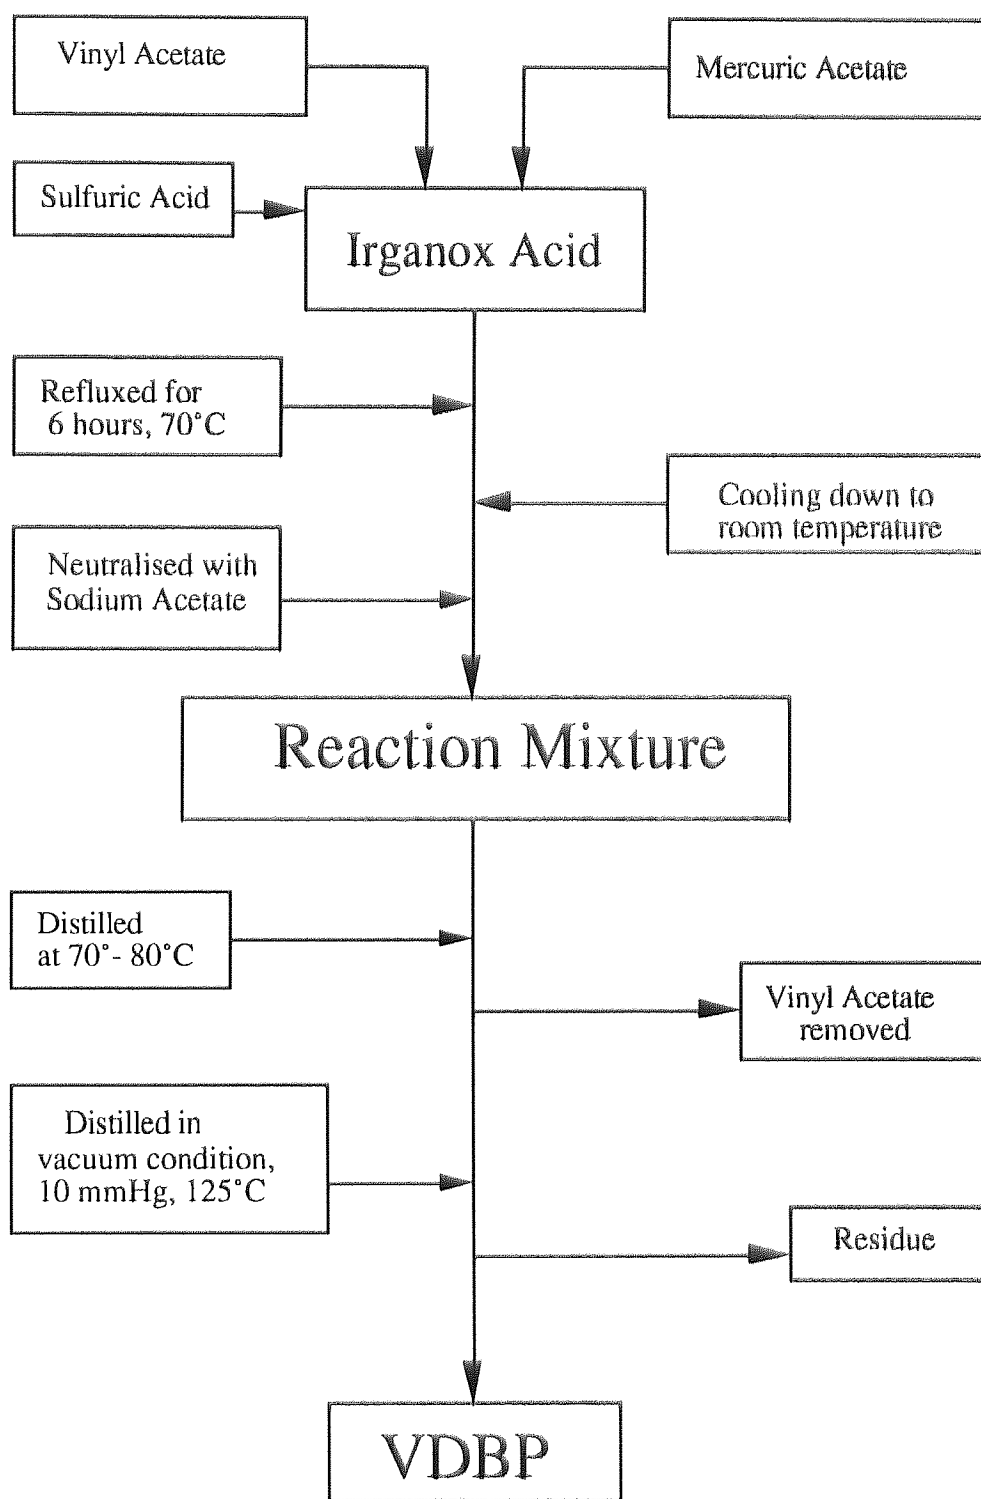 Vinyl Acetate
Mercuric Acetate
Sulfuric Acid
Irganox Acid
Refluxed for
6 hours, 70°C
Cooling down to
room temperature
Neutralised with
Sodium Acetate
Reaction Mixture
Distilled
at 70°- 80°C
Vinyl Acetate
removed
Distilled in
vacuum condition,
10 mmHg, 125°C
Residue
VDBP